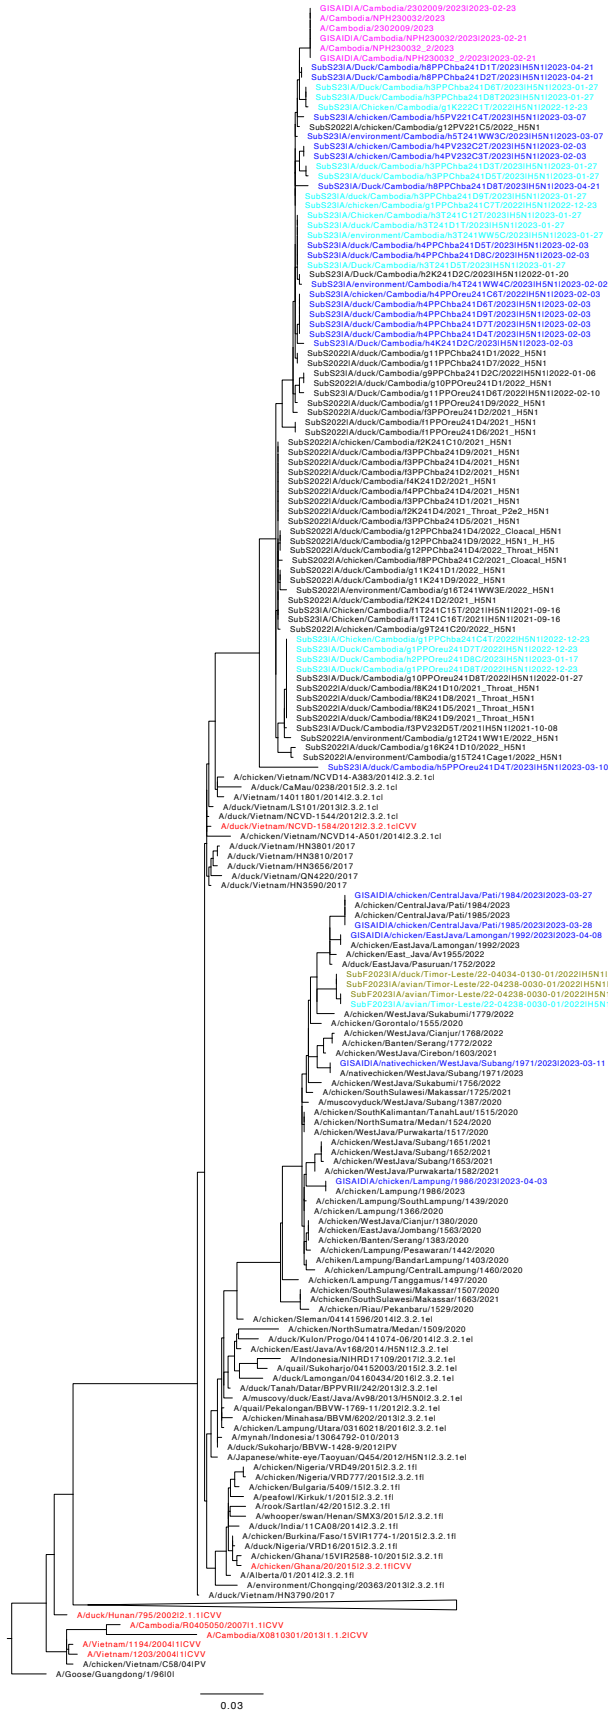 GISAID|A/Cambodia/2302009/2023|2023-02-23
A/Cambodia/NPH230032/2023
A/Cambodia/2302009/2023
GISAID|A/Cambodia/NPH230032/2023|2023-02-21
A/Cambodia/NPH230032_2/2023
GISAID|A/Cambodia/NPH230032_2/2023|2023-02-21
SubS23|A/Duck/Cambodia/h8PPChba241D1T/2023|H5N1|2023-04-21
SubS23|A/Duck/Cambodia/h8PPChba241D2T/2023|H5N1|2023-04-21
SubS23|A/Duck/Cambodia/h3PPChba241D6T/2023|H5N1|2023-01-27
SubS23|A/Duck/Cambodia/h3PPChba241D8T/2023|H5N1|2023-01-27
SubS23|A/Chicken/Cambodia/g1K222C1T/2022|H5N1|2022-12-23
SubS23|A/chicken/Cambodia/h5PV221C4T/2023|H5N1|2023-03-07
SubS2022|A/chicken/Cambodia/g12PV221C5/2022_H5N1
SubS23|A/environment/Cambodia/h5T241WW3C/2023|H5N1|2023-03-07
SubS23|A/chicken/Cambodia/h4PV232C2T/2023|H5N1|2023-02-03
SubS23|A/chicken/Cambodia/h4PV232C3T/2023|H5N1|2023-02-03
SubS23|A/duck/Cambodia/h3PPChba241D3T/2023|H5N1|2023-01-27
SubS23|A/duck/Cambodia/h3PPChba241D5T/2023|H5N1|2023-01-27
SubS23|A/Duck/Cambodia/h8PPChba241D8T/2023|H5N1|2023-04-21
SubS23|A/duck/Cambodia/h3PPChba241D9T/2023|H5N1|2023-01-27
SubS23|A/chicken/Cambodia/g1PPChba241C7T/2022|H5N1|2022-12-23
SubS23|A/Chicken/Cambodia/h3T241C12T/2023|H5N1|2023-01-27
SubS23|A/duck/Cambodia/h3T241D1T/2023|H5N1|2023-01-27
SubS23|A/environment/Cambodia/h3T241WW5C/2023|H5N1|2023-01-27
SubS23|A/duck/Cambodia/h4PPChba241D5T/2023|H5N1|2023-02-03
SubS23|A/duck/Cambodia/h4PPChba241D8C/2023|H5N1|2023-02-03
SubS23|A/Duck/Cambodia/h3T241D5T/2023|H5N1|2023-01-27
SubS23|A/duck/Cambodia/h2K241D2C/2022|H5N1|2022-01-20
SubS23|A/environment/Cambodia/h4T241WW4C/2023|H5N1|2023-02-02
SubS23|A/chicken/Cambodia/h4PPOreu241C6T/2022|H5N1|2023-02-03
SubS23|A/duck/Cambodia/h4PPChba241D6T/2023|H5N1|2023-02-03
SubS23|A/duck/Cambodia/h4PPChba241D9T/2023|H5N1|2023-02-03
SubS23|A/duck/Cambodia/h4PPChba241D7T/2023|H5N1|2023-02-03
SubS23|A/duck/Cambodia/h4PPChba241D4T/2023|H5N1|2023-02-03
SubS23|A/duck/Cambodia/h4K241D2C/2023|H5N1|2023-02-03
SubS2022|A/duck/Cambodia/g11PPChba241D1/2022_H5N1
SubS2022|A/duck/Cambodia/g11PPChba241D7/2022_H5N1
SubS23|A/duck/Cambodia/g9PPChba241D2C/2022|H5N1|2022-01-06
SubS2022|A/duck/Cambodia/g10PPOreu241D1/2022_H5N1
SubS23|A/Duck/Cambodia/g11PPOreu241D6T/2022|H5N1|2022-02-10
SubS2022|A/duck/Cambodia/g11PPOreu241D9/2022_H5N1
SubS2022|A/duck/Cambodia/f3PPOreu241D2/2021_H5N1
SubS2022|A/duck/Cambodia/f1PPOreu241D4/2021_H5N1
SubS2022|A/duck/Cambodia/f1PPOreu241D6/2021_H5N1
SubS2022|A/chicken/Cambodia/f2K241C10/2021_H5N1
SubS2022|A/duck/Cambodia/f3PPChba241D9/2021_H5N1
SubS2022|A/duck/Cambodia/f3PPChba241D4/2021_H5N1
SubS2022|A/duck/Cambodia/f3PPChba241D2/2021_H5N1
SubS2022|A/duck/Cambodia/f4K241D2/2021_H5N1
SubS2022|A/duck/Cambodia/f4PPChba241D4/2021_H5N1
SubS2022|A/duck/Cambodia/f3PPChba241D1/2021_H5N1
SubS2022|A/duck/Cambodia/f2K241D4/2021_Throat_P2e2_H5N1
SubS2022|A/duck/Cambodia/f3PPChba241D5/2021_H5N1
SubS2022|A/duck/Cambodia/g12PPChba241D4/2022_Cloacal_H5N1
SubS2022|A/duck/Cambodia/g12PPChba241D9/2022_H5N1_H_H5
SubS2022|A/duck/Cambodia/g12PPChba241D4/2022_Throat_H5N1
SubS2022|A/chicken/Cambodia/f8PPChba241C2/2021_Cloacal_H5N1
SubS2022|A/duck/Cambodia/g11K241D1/2022_H5N1
SubS2022|A/duck/Cambodia/g11K241D9/2022_H5N1
SubS2022|A/environment/Cambodia/g16T241WW3E/2022_H5N1
SubS2022|A/duck/Cambodia/f2K241D2/2021_H5N1
SubS23|A/Chicken/Cambodia/f1T241C15T/2021|H5N1|2021-09-16
SubS23|A/Chicken/Cambodia/f1T241C16T/2021|H5N1|2021-09-16
SubS2022|A/chicken/Cambodia/g9T241C20/2022_H5N1
SubS23|A/Chicken/Cambodia/g1PPChba241C4T/2022|H5N1|2022-12-23
SubS23|A/Duck/Cambodia/g1PPOreu241D7T/2022|H5N1|2022-12-23
SubS23|A/Duck/Cambodia/h2PPOreu241D8C/2023|H5N1|2023-01-17
SubS23|A/Duck/Cambodia/g1PPOreu241D8T/2022|H5N1|2022-12-23
SubS23|A/duck/Cambodia/g10PPOreu241D8T/2022|H5N1|2022-01-27
SubS2022|A/duck/Cambodia/f8K241D10/2021_Throat_H5N1
SubS2022|A/duck/Cambodia/f8K241D8/2021_Throat_H5N1
SubS2022|A/duck/Cambodia/f8K241D5/2021_Throat_H5N1
SubS2022|A/duck/Cambodia/f8K241D9/2021_Throat_H5N1
SubS23|A/Duck/Cambodia/f3PV232D5T/2021|H5N1|2021-10-08
SubS2022|A/environment/Cambodia/g12T241WW1E/2022_H5N1
SubS2022|A/duck/Cambodia/g16K241D10/2022_H5N1
SubS2022|A/environment/Cambodia/g15T241Cage1/2022_H5N1
SubS23|A/duck/Cambodia/h5PPOreu241D4T/2023|H5N1|2023-03-10
A/chicken/Vietnam/NCVD14-A383/2014|2.3.2.1c|
A/duck/CaMau/0238/2015|2.3.2.1c|
A/Vietnam/14011801/2014|2.3.2.1c|
A/duck/Vietnam/LS101/2013|2.3.2.1c|
A/duck/Vietnam/NCVD-1544/2012|2.3.2.1c|
A/duck/Vietnam/NCVD-1584/2012|2.3.2.1c|CVV
A/chicken/Vietnam/NCVD14-A501/2014|2.3.2.1c|
A/duck/Vietnam/HN3801/2017
A/duck/Vietnam/HN3810/2017
A/duck/Vietnam/HN3656/2017
A/duck/Vietnam/QN4220/2017
A/duck/Vietnam/HN3590/2017
GISAID|A/chicken/CentralJava/Pati/1984/2023|2023-03-27
A/chicken/CentralJava/Pati/1984/2023
A/chicken/CentralJava/Pati/1985/2023
GISAID|A/chicken/CentralJava/Pati/1985/2023|2023-03-28
GISAID|A/chicken/EastJava/Lamongan/1992/2023|2023-04-08
A/chicken/EastJava/Lamongan/1992/2023
A/chicken/East_Java/Av1955/2022
A/duck/EastJava/Pasuruan/1752/2022
SubF2023|A/duck/Timor-Leste/22-04034-0130-01/2022|H5N1|
SubF2023|A/avian/Timor-Leste/22-04238-0030-01/2022|H5N1
SubF2023|A/avian/Timor-Leste/22-04238-0030-01/2022|H5N1
SubF2023|A/avian/Timor-Leste/22-04238-0030-01/2022|H5N
A/chicken/WestJava/Sukabumi/1779/2022
A/chicken/Gorontalo/1555/2020
A/chicken/WestJava/Cianjur/1768/2022
A/chicken/Banten/Serang/1772/2022
A/chicken/WestJava/Cirebon/1603/2021
GISAID|A/nativechicken/WestJava/Subang/1971/2023|2023-03-11
A/nativechicken/WestJava/Subang/1971/2023
A/chicken/WestJava/Sukabumi/1756/2022
A/chicken/SouthSulawesi/Makassar/1725/2021
A/muscovyduck/WestJava/Subang/1387/2020
A/chicken/SouthKalimantan/TanahLaut/1515/2020
A/chicken/NorthSumatra/Medan/1524/2020
A/chicken/WestJava/Purwakarta/1517/2020
A/chicken/WestJava/Subang/1651/2021
A/chicken/WestJava/Subang/1652/2021
A/chicken/WestJava/Subang/1653/2021
A/chicken/WestJava/Purwakarta/1582/2021
GISAID|A/chicken/Lampung/1986/2023|2023-04-03
A/chicken/Lampung/1986/2023
A/chicken/Lampung/SouthLampung/1439/2020
A/chicken/Lampung/1366/2020
A/chicken/WestJava/Cianjur/1380/2020
A/chicken/EastJava/Jombang/1563/2020
A/chicken/Banten/Serang/1383/2020
A/chicken/Lampung/Pesawaran/1442/2020
A/chiken/Lampung/BandarLampung/1403/2020
A/chicken/Lampung/CentralLampung/1460/2020
A/chicken/Lampung/Tanggamus/1497/2020
A/chicken/SouthSulawesi/Makassar/1507/2020
A/chicken/SouthSulawesi/Makassar/1663/2021
A/chicken/Riau/Pekanbaru/1529/2020
A/chicken/Sleman/04141596/2014|2.3.2.1e|
A/chicken/NorthSumatra/Medan/1509/2020
A/duck/Kulon/Progo/04141074-06/2014|2.3.2.1e|
A/chicken/East/Java/Av168/2014/H5N1|2.3.2.1e|
A/Indonesia/NIHRD17109/2017|2.3.2.1e|
A/quail/Sukoharjo/04152003/2015|2.3.2.1e|
A/duck/Lamongan/04160434/2016|2.3.2.1e|
A/duck/Tanah/Datar/BPPVRII/242/2013|2.3.2.1e|
A/muscovy/duck/East/Java/Av98/2013/H5N0|2.3.2.1e|
A/quail/Pekalongan/BBVW-1769-11/2012|2.3.2.1e|
A/chicken/Minahasa/BBVM/6202/2013|2.3.2.1e|
A/chicken/Lampung/Utara/03160218/2016|2.3.2.1e|
A/mynah/Indonesia/13064792-010/2013
A/duck/Sukoharjo/BBVW-1428-9/2012|PV
A/Japanese/white-eye/Taoyuan/Q454/2012/H5N1|2.3.2.1e|
A/chicken/Nigeria/VRD49/2015|2.3.2.1f|
A/chicken/Nigeria/VRD777/2015|2.3.2.1f|
A/chicken/Bulgaria/5409/15|2.3.2.1f|
A/peafowl/Kirkuk/1/2015|2.3.2.1f|
A/rook/Sartlan/42/2015|2.3.2.1f|
A/whooper/swan/Henan/SMX3/2015|2.3.2.1f|
A/duck/India/11CA08/2014|2.3.2.1f|
A/chicken/Burkina/Faso/15VIR1774-1/2015|2.3.2.1f|
A/duck/Nigeria/VRD16/2015|2.3.2.1f|
A/chicken/Ghana/15VIR2588-10/2015|2.3.2.1f|
A/chicken/Ghana/20/2015|2.3.2.1f|CVV
A/Alberta/01/2014|2.3.2.1f|
A/environment/Chongqing/20363/2013|2.3.2.1f|
A/duck/Vietnam/HN3790/2017
A/duck/Hunan/795/2002|2.1.1|CVV
A/Cambodia/R0405050/2007|1.1|CVV
A/Cambodia/X0810301/2013|1.1.2|CVV
A/Vietnam/1194/2004|1|CVV
A/Vietnam/1203/2004|1|CVV
A/chicken/Vietnam/C58/04|PV
A/Goose/Guangdong/1/96|0|
0.03